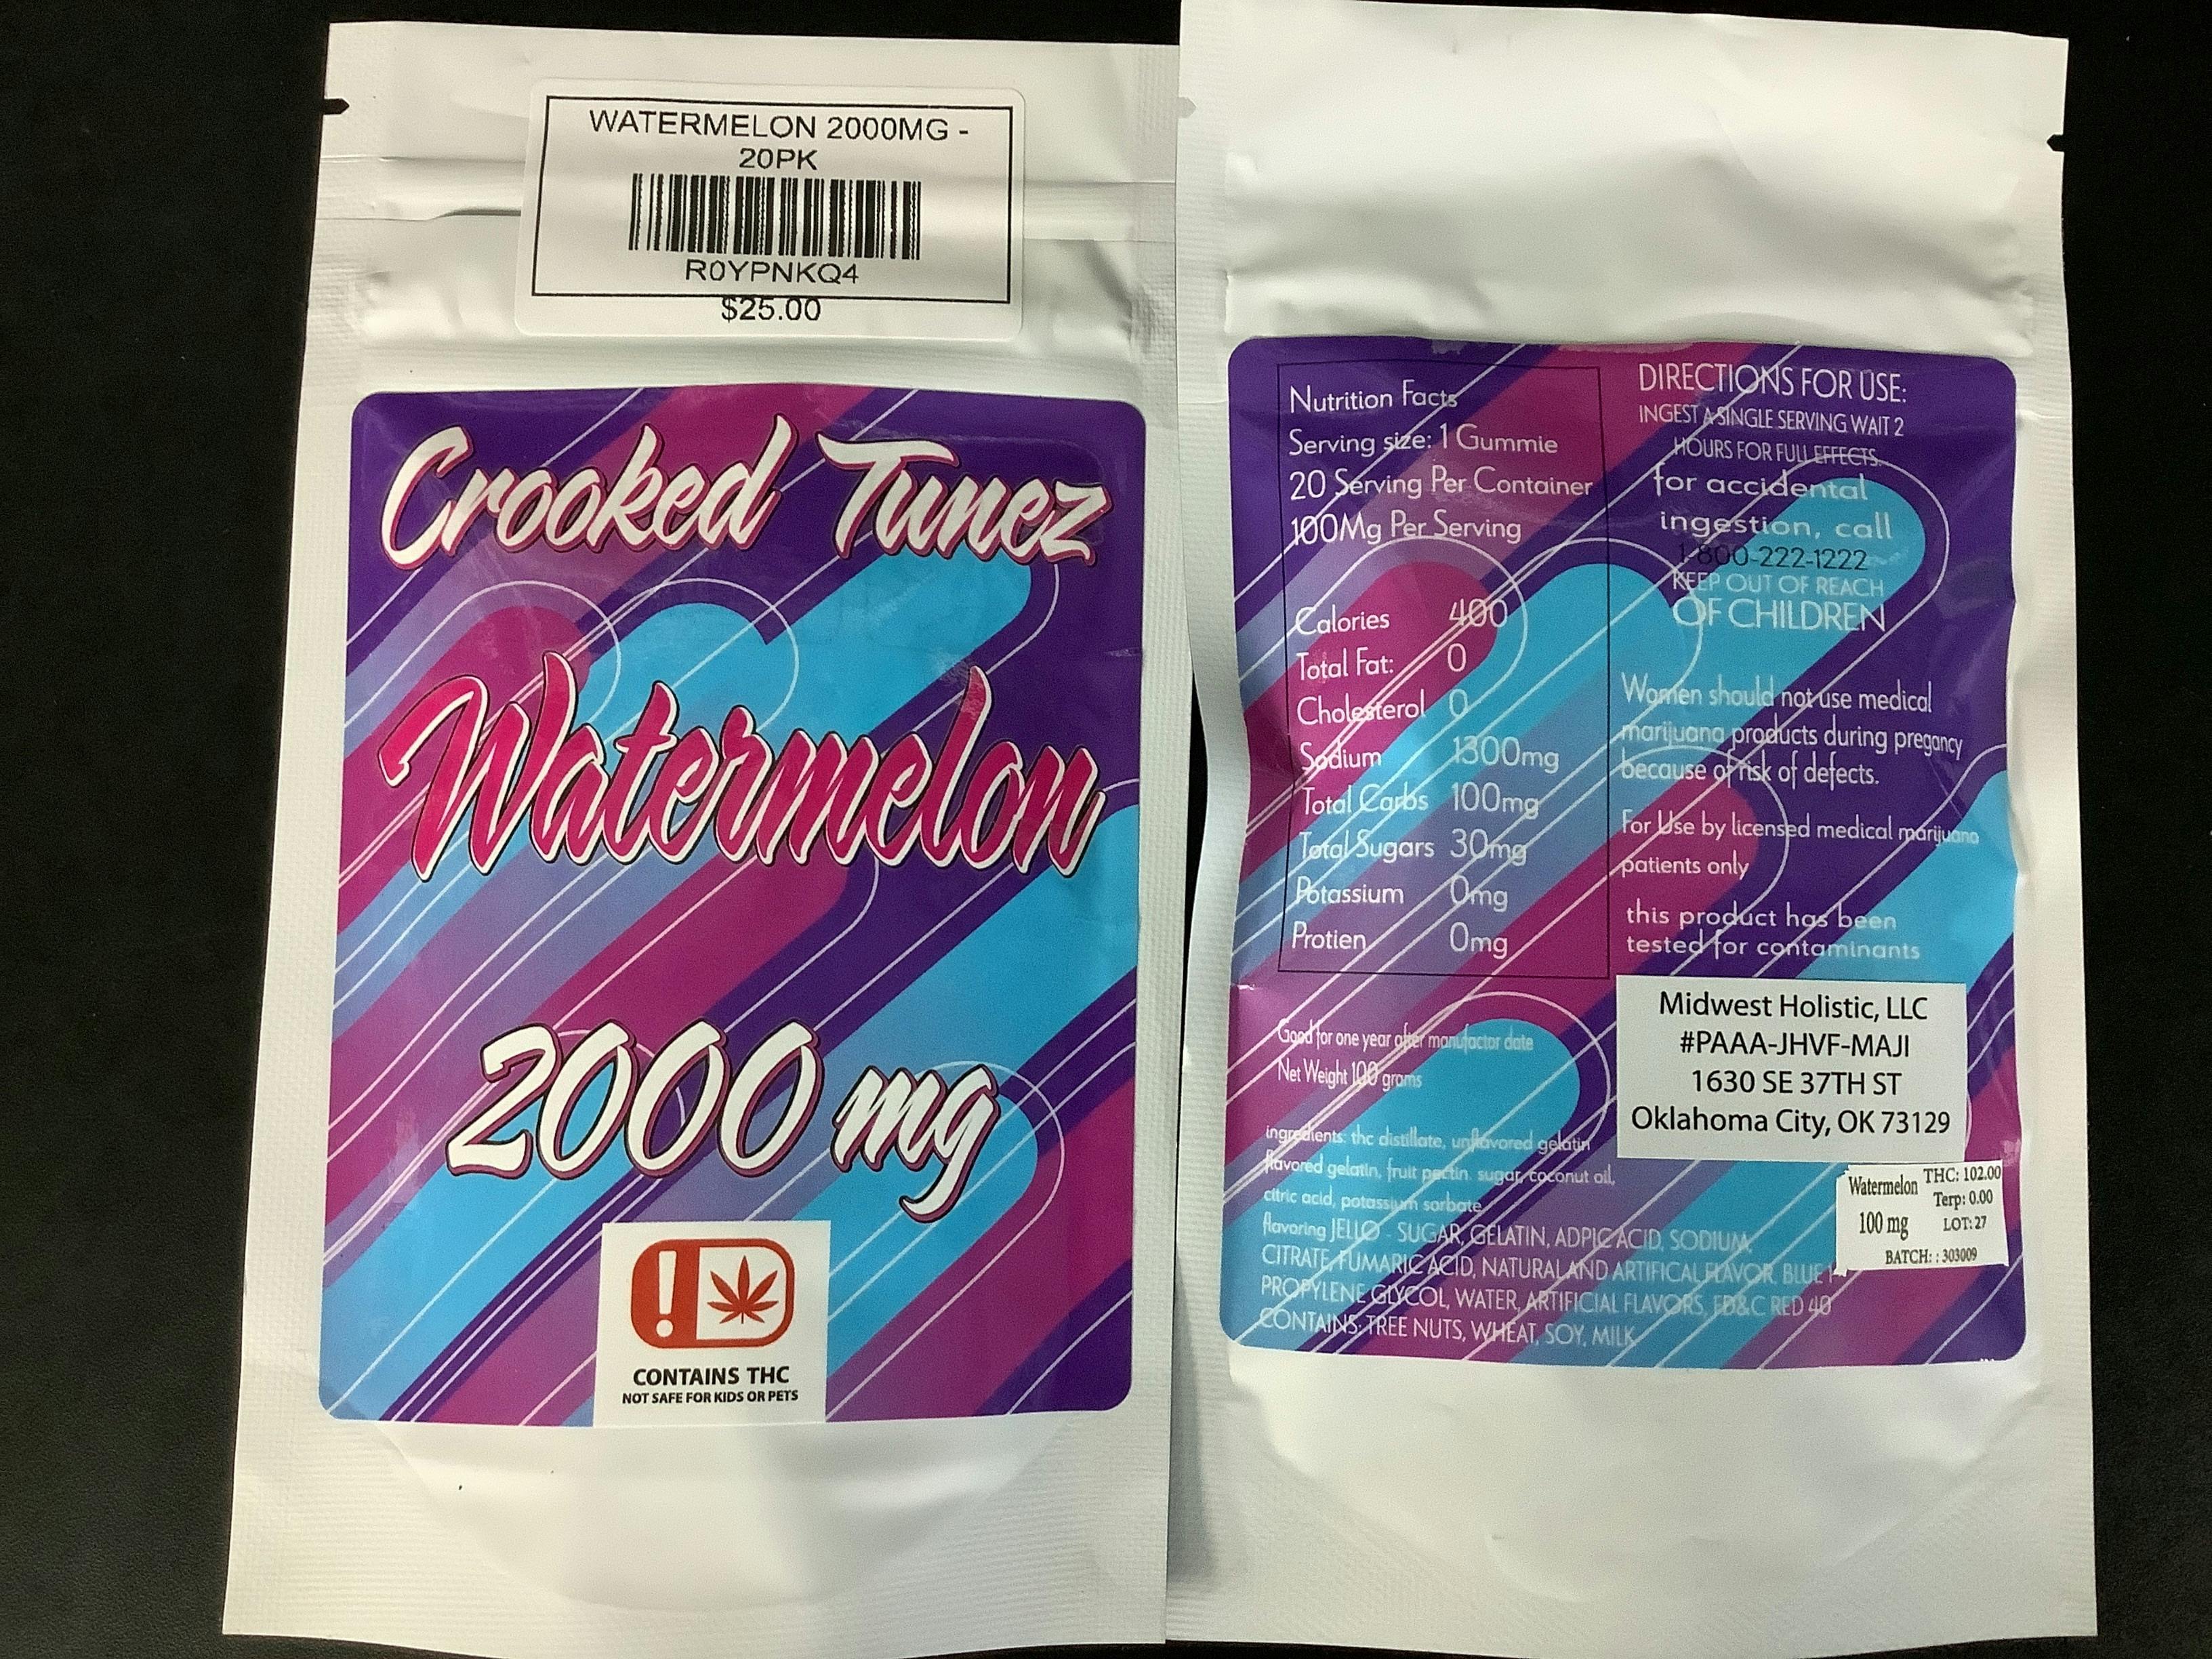 WATERMELON 2000MG -
20PK
R0YPNKQ4
$25.00
Crooked Tunez
Watermelon
2000 mg
CONTAINS THC
NOT SAFE FOR KIDS OR PETS
Nutrition Facts
Serving size: 1 Gummie
20 Serving Per Container
100Mg Per Serving
Calories 400
Total Fat: 0
Cholesterol 0
Sodium 1300mg
Total Carbs 100mg
Total Sugars 30mg
Potassium 0mg
Protien 0mg
Good for one year after manufactor date
Net Weight 100 grams
ingredients: thc distillate, unflavored gelatin
flavored gelatin, fruit pectin, sugar, coconut oil,
citric acid, potassium sorbate
flavoring JELLO - SUGAR, GELATIN, ADPIC ACID, SODIUM,
CITRATE, FUMARIC ACID, NATURAL AND ARTIFICAL FLAVOR, BLUE 1
PROPYLENE GLYCOL, WATER, ARTIFICIAL FLAVORS, FD&C RED 40
CONTAINS: TREE NUTS, WHEAT, SOY, MILK
DIRECTIONS FOR USE:
INGEST A SINGLE SERVING WAIT 2
HOURS FOR FULL EFFECTS.
for accidental
ingestion, call
1-800-222-1222
KEEP OUT OF REACH
OF CHILDREN
Women should not use medical
marijuana products during pregancy
because of risk of defects.
For Use by licensed medical marijuana
patients only
this product has been
tested for contaminants
Midwest Holistic, LLC
#PAAA-JHVF-MAJI
1630 SE 37TH ST
Oklahoma City, OK 73129
Watermelon THC: 102.00
Terp: 0.00
100 mg LOT: 27
BATCH: : 303009